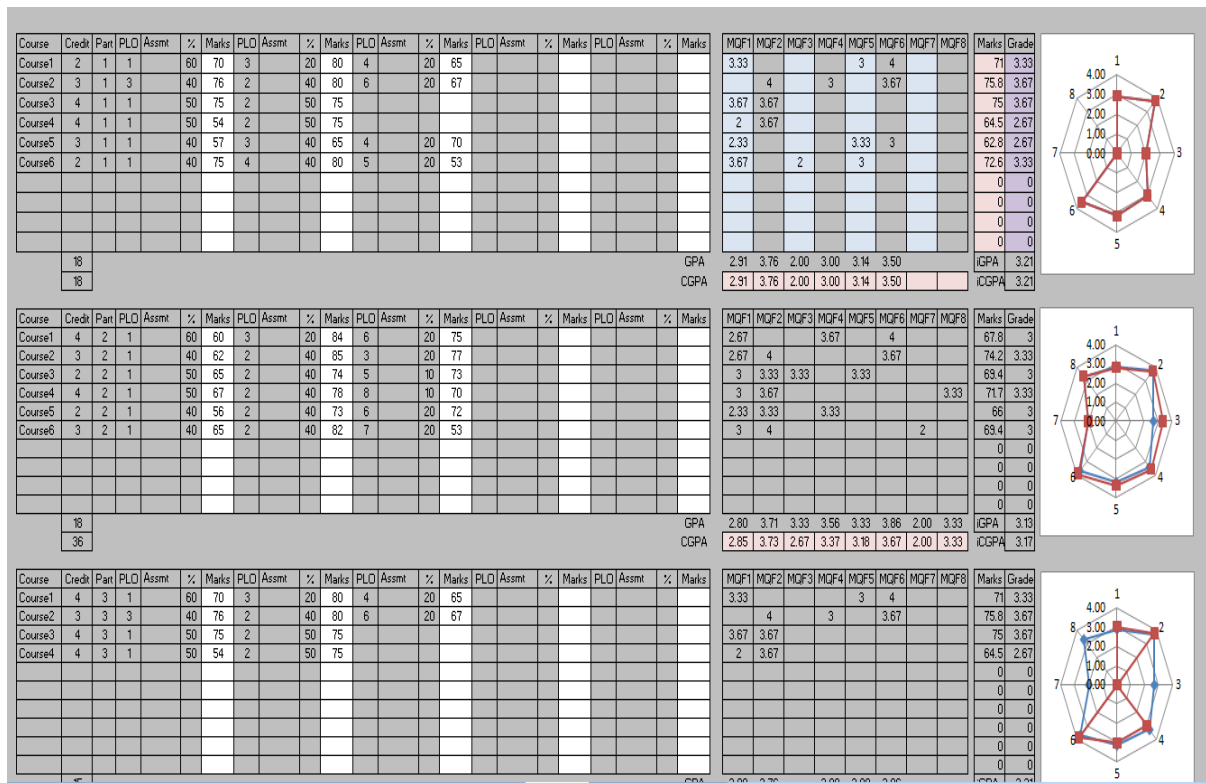 Course Credit Part PLO Assmt % Marks PLO Assmt % Marks PLO Assmt % Marks PLO Assmt % Marks PLO Assmt % Marks MQF1 MQF2 MQF3 MQF4 MQF5 MQF6 MQF7 MQF8 Marks Grade
Course1 2 1 1 60 70 3 20 80 4 20 65 3.33 3 4 71 3.33
Course2 3 1 3 40 76 2 40 80 6 20 67 4 3 3.67 75.8 3.67
Course3 4 1 1 50 75 2 50 75 3.67 3.67 75 3.67
Course4 4 1 1 50 54 2 50 75 2 3.67 64.5 2.67
Course5 3 1 1 40 57 3 40 65 4 20 70 2.33 3.33 3 62.8 2.67
Course6 2 1 1 40 75 4 40 80 5 20 53 3.67 2 3 72.6 3.33
0 0
0 0
0 0
0 0
18 GPA 2.91 3.76 2.00 3.00 3.14 3.50 iGPA 3.21
18 CGPA 2.91 3.76 2.00 3.00 3.14 3.50 iCGPA 3.21
1
4.00
8 3.00 2
2.00
1.00
7 0.00 3
6 4
5
Course Credit Part PLO Assmt % Marks PLO Assmt % Marks PLO Assmt % Marks PLO Assmt % Marks PLO Assmt % Marks MQF1 MQF2 MQF3 MQF4 MQF5 MQF6 MQF7 MQF8 Marks Grade
Course1 4 2 1 60 60 3 20 84 6 20 75 2.67 3.67 4 67.8 3
Course2 3 2 1 40 62 2 40 85 3 20 77 2.67 4 3.67 74.2 3.33
Course3 2 2 1 50 65 2 40 74 5 10 73 3 3.33 3.33 3.33 69.4 3
Course4 4 2 1 50 67 2 40 78 8 10 70 3 3.67 3.33 71.7 3.33
Course5 2 2 1 40 56 2 40 73 6 20 72 2.33 3.33 4.33 66 3
Course6 3 2 1 40 65 2 40 82 7 20 53 3 4 2 69.4 3
0 0
0 0
0 0
0 0
18 GPA 2.80 3.71 3.33 3.56 3.33 3.86 2.00 3.33 iGPA 3.13
36 CGPA 2.85 3.73 2.67 3.37 3.18 3.67 2.00 3.33 iCGPA 3.17
1
4.00
8 3.00 2
2.00
1.00
7 0.00 3
6 4
5
Course Credit Part PLO Assmt % Marks PLO Assmt % Marks PLO Assmt % Marks PLO Assmt % Marks PLO Assmt % Marks MQF1 MQF2 MQF3 MQF4 MQF5 MQF6 MQF7 MQF8 Marks Grade
Course1 4 3 1 60 70 3 20 80 4 20 65 3.33 3 4 71 3.33
Course2 3 3 3 40 76 2 40 80 6 20 67 4 3 3.67 75.8 3.67
Course3 4 3 1 50 75 2 50 75 3.67 3.67 75 3.67
Course4 4 3 1 50 54 2 50 75 2 3.67 64.5 2.67
0 0
0 0
0 0
0 0
0 0
0 0
1
4.00
8 3.00 2
2.00
1.00
7 0.00 3
6 4
5